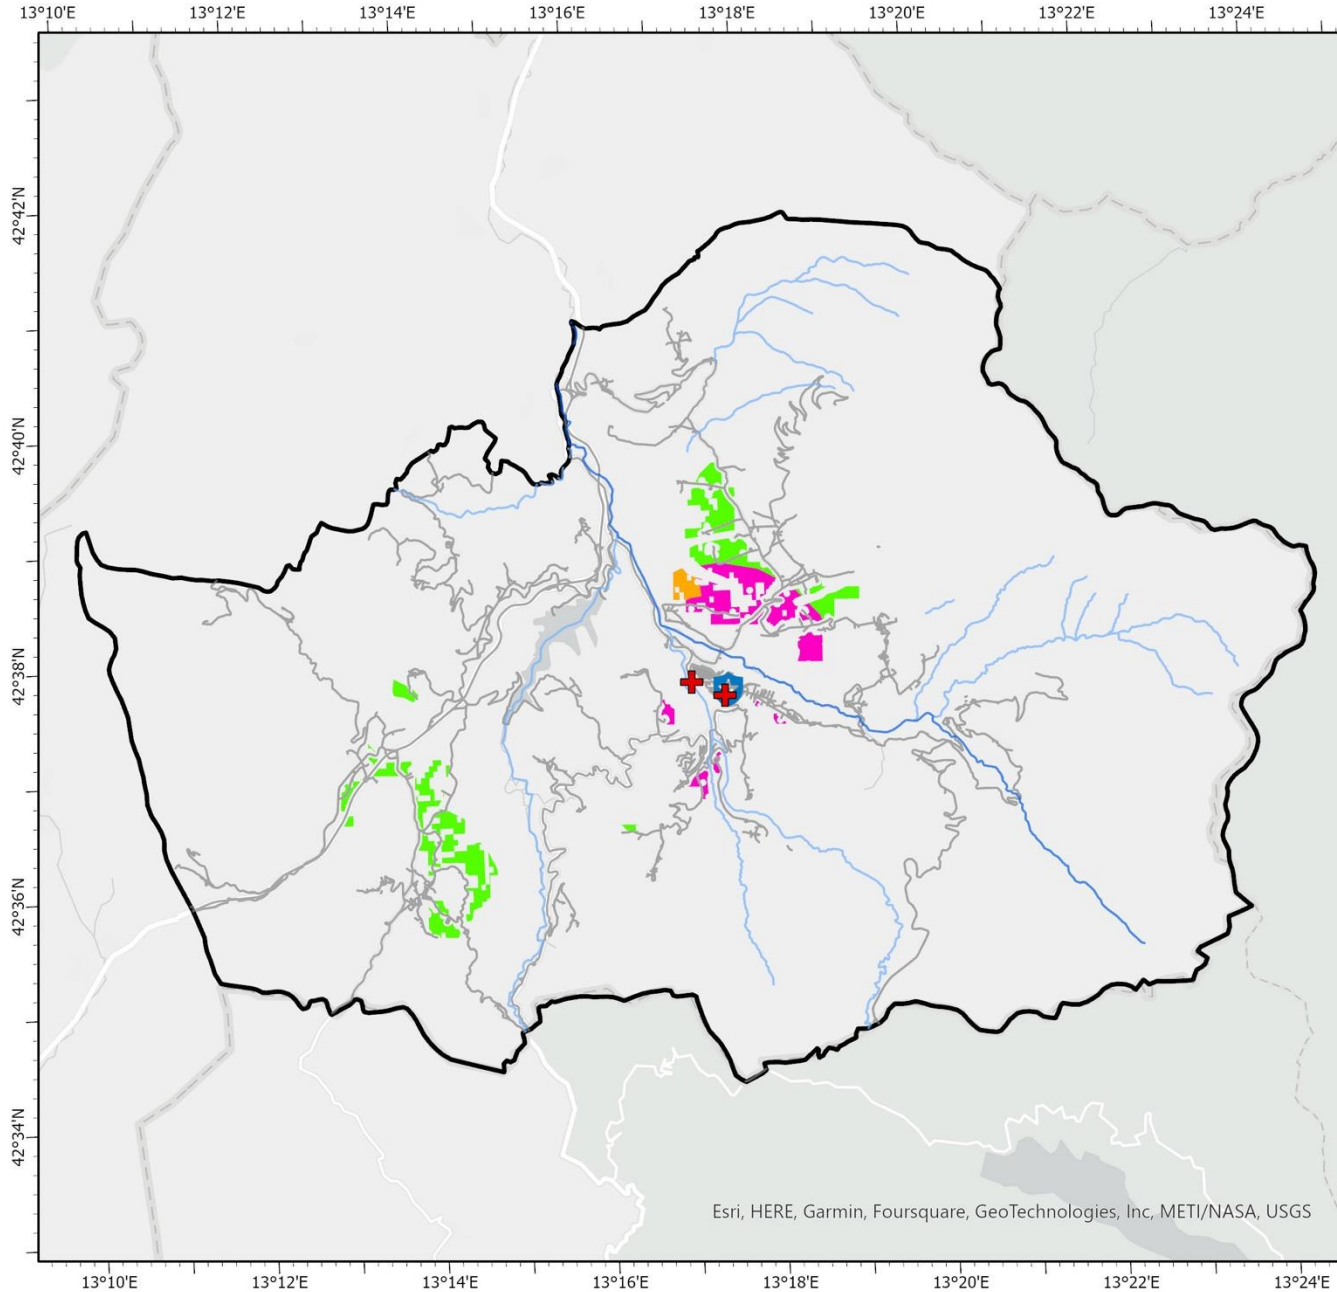 13°10'E 13°12'E 13°14'E 13°16'E 13°18'E 13°20'E 13°22'E 13°24'E
42°42'N
42°40'N
42°38'N
42°36'N
42°34'N
Esri, HERE, Garmin, Foursquare, GeoTechnologies, Inc, METI/NASA, USGS
13°10'E 13°12'E 13°14'E 13°16'E 13°18'E 13°20'E 13°22'E 13°24'E